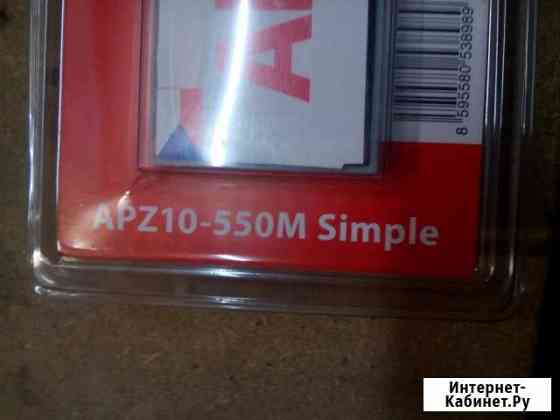 8 595580 538989
APZ10-550M Simple
Интернет-
Кабинет.Ру